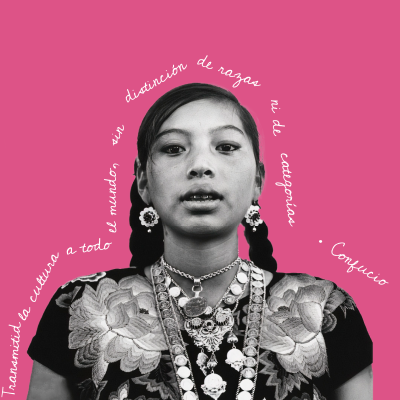 Transmitid la cultura a todo el mundo, sin distinción de razas ni de categorías. Confucio